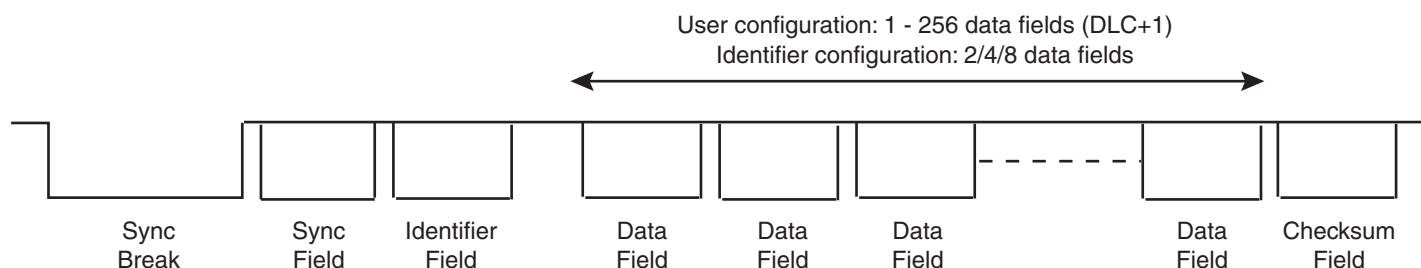 User configuration: 1 - 256 data fields (DLC+1)
Identifier configuration: 2/4/8 data fields
Sync
Break
Sync
Field
Identifier
Field
Data
Field
Data
Field
Data
Field
Data
Field
Checksum
Field